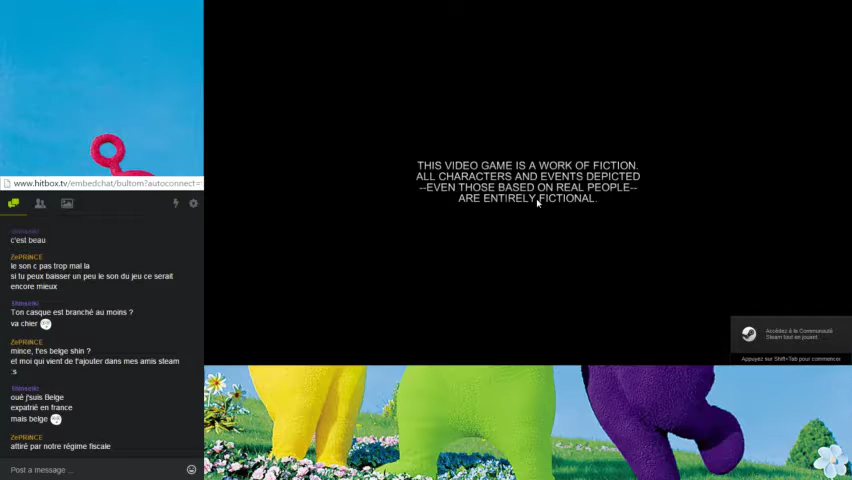 www.hitbox.tv/embedchat/bultom?autoconnect=
c'est beau
ZePRiNCE
le son c pas trop mal la
si tu peux baisser un peu le son du jeu ce serait
encore mieux
Shinsinki
Ton casque est branché au moins ?
va chier
ZePRiNCE
mince, t'es belge shin ?
et moi qui vient de t'ajouter dans mes amis steam
:s
oué j'suis Belge
expatrié en france
mais belge
ZePRiNCE
attiré par notre régime fiscale
Post a message ...
THIS VIDEO GAME IS A WORK OF FICTION.
ALL CHARACTERS AND EVENTS DEPICTED
--EVEN THOSE BASED ON REAL PEOPLE--
ARE ENTIRELY FICTIONAL.
Accédez à la Communauté
Steam tout en jouant.
Appuyez sur Shift+Tab pour commencer